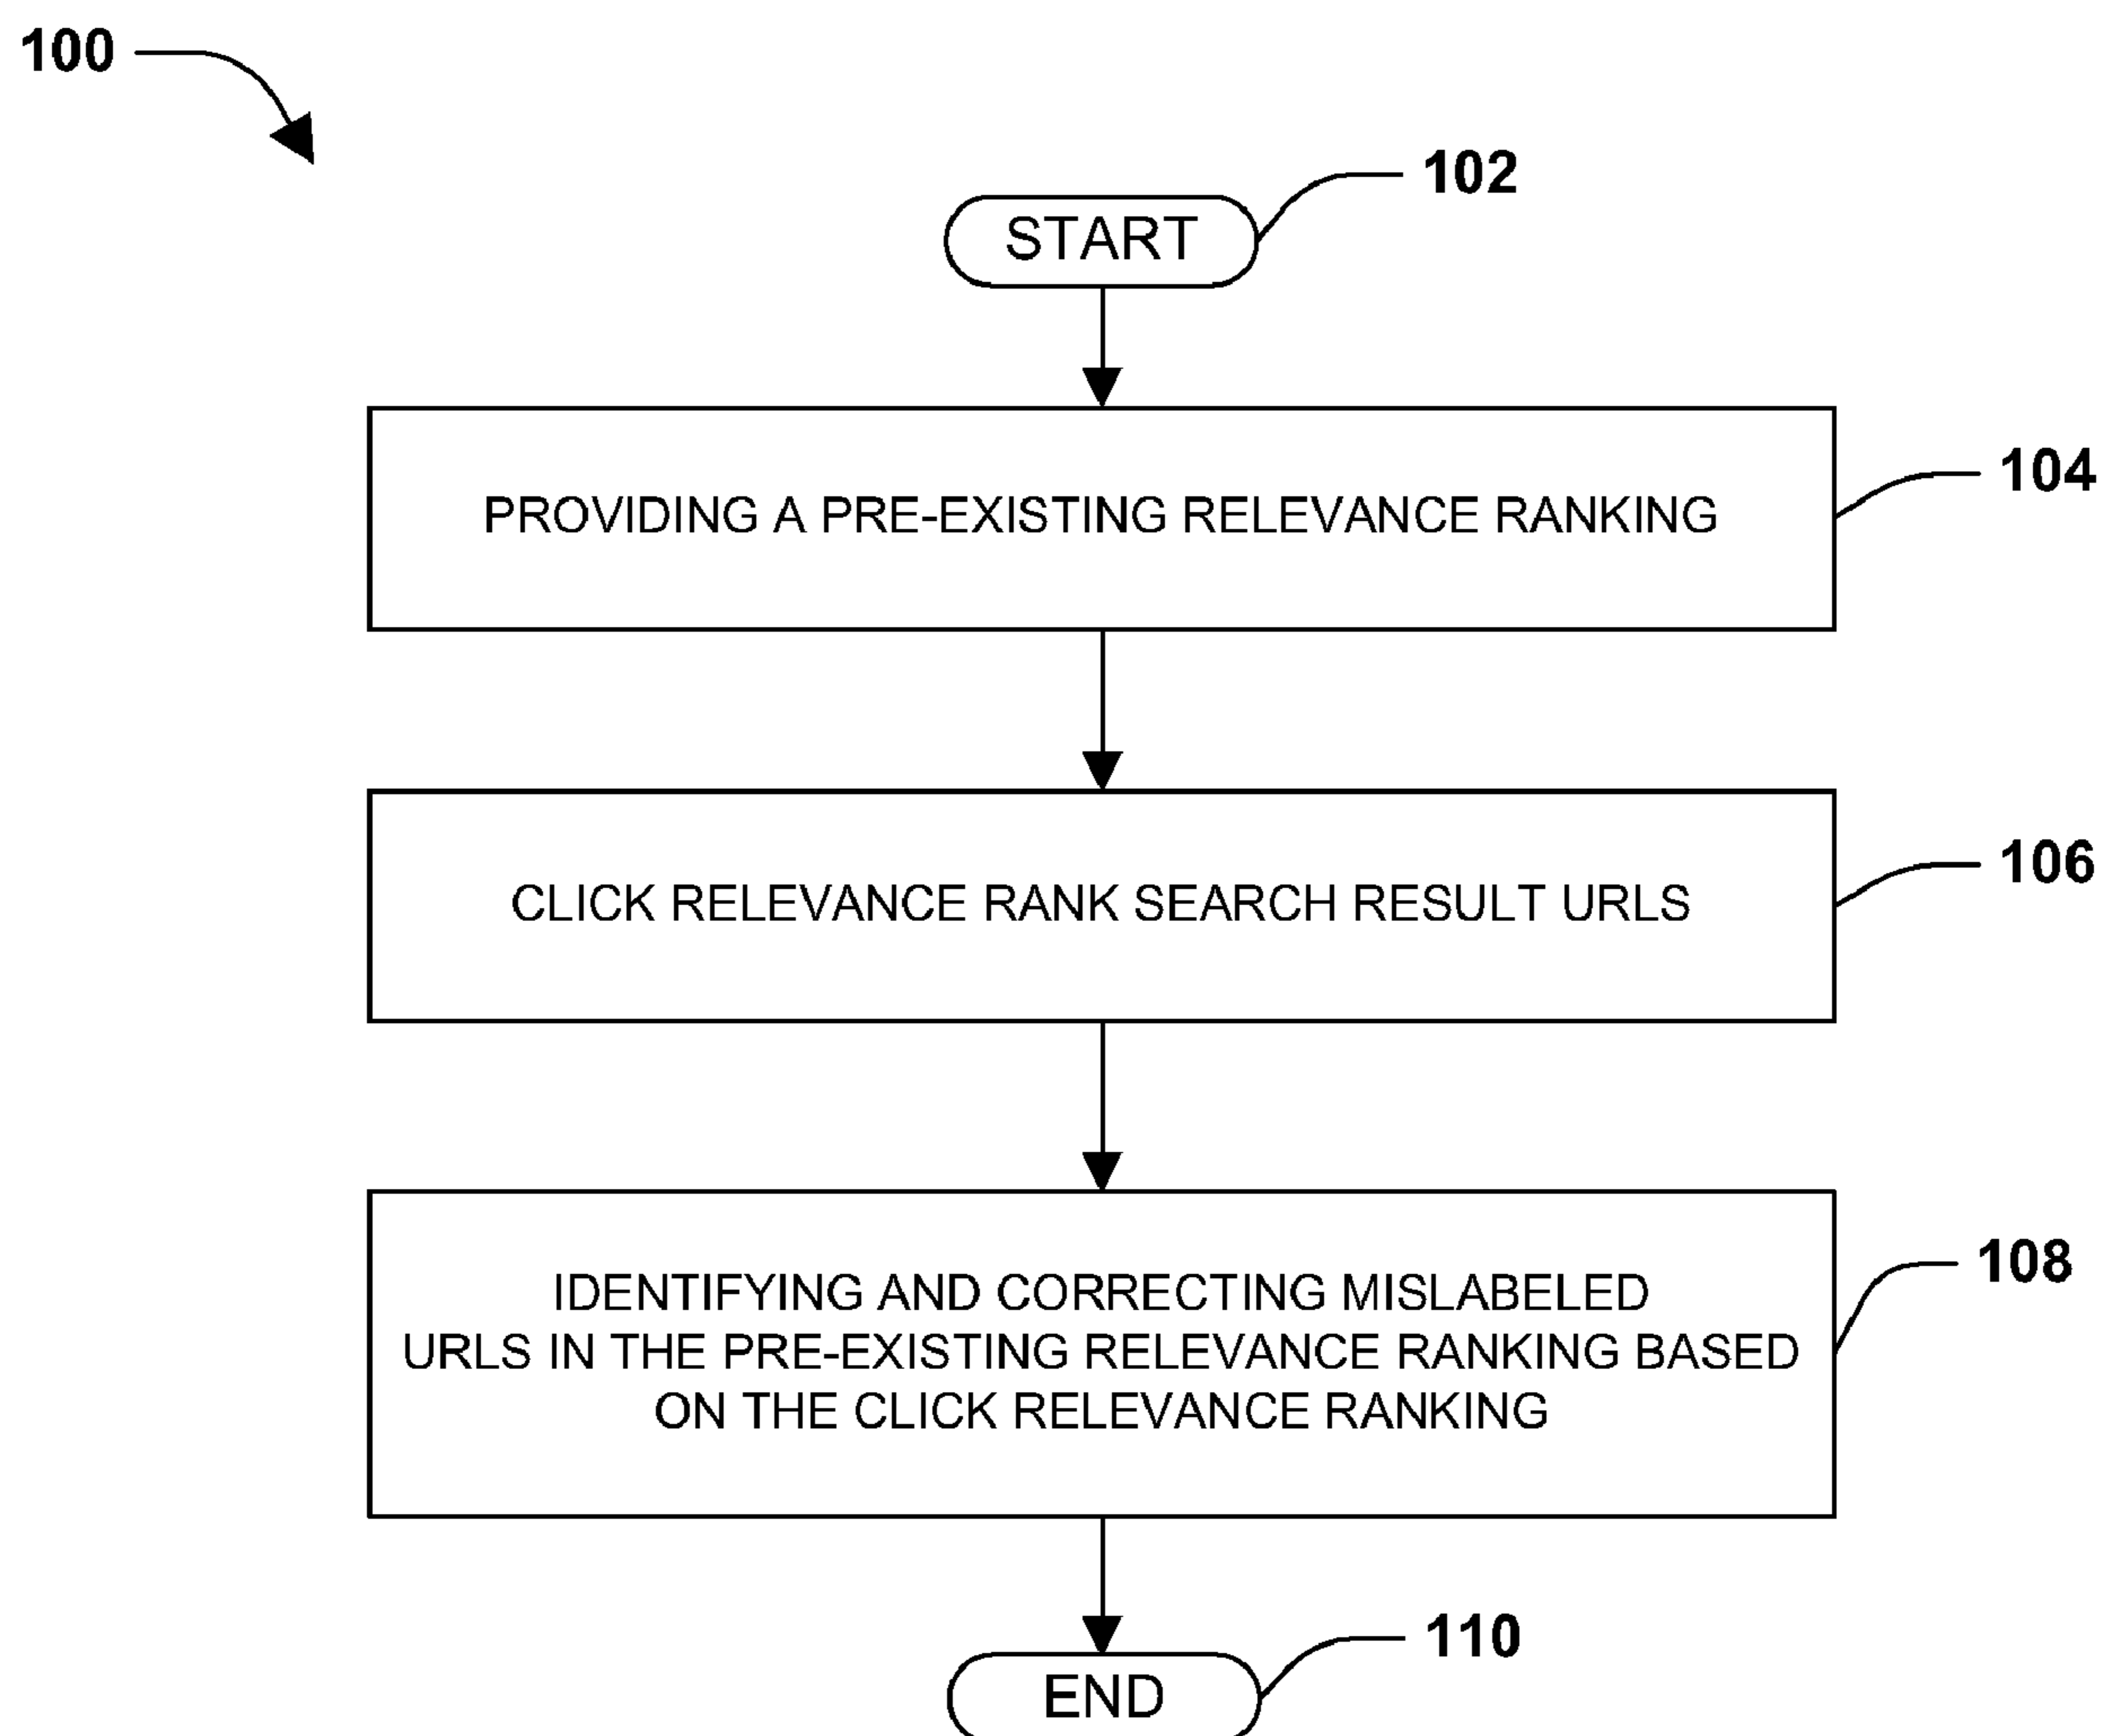 100
102
START
104
PROVIDING A PRE-EXISTING RELEVANCE RANKING
106
CLICK RELEVANCE RANK SEARCH RESULT URLS
108
IDENTIFYING AND CORRECTING MISLABELED
URLS IN THE PRE-EXISTING RELEVANCE RANKING BASED
ON THE CLICK RELEVANCE RANKING
110
END